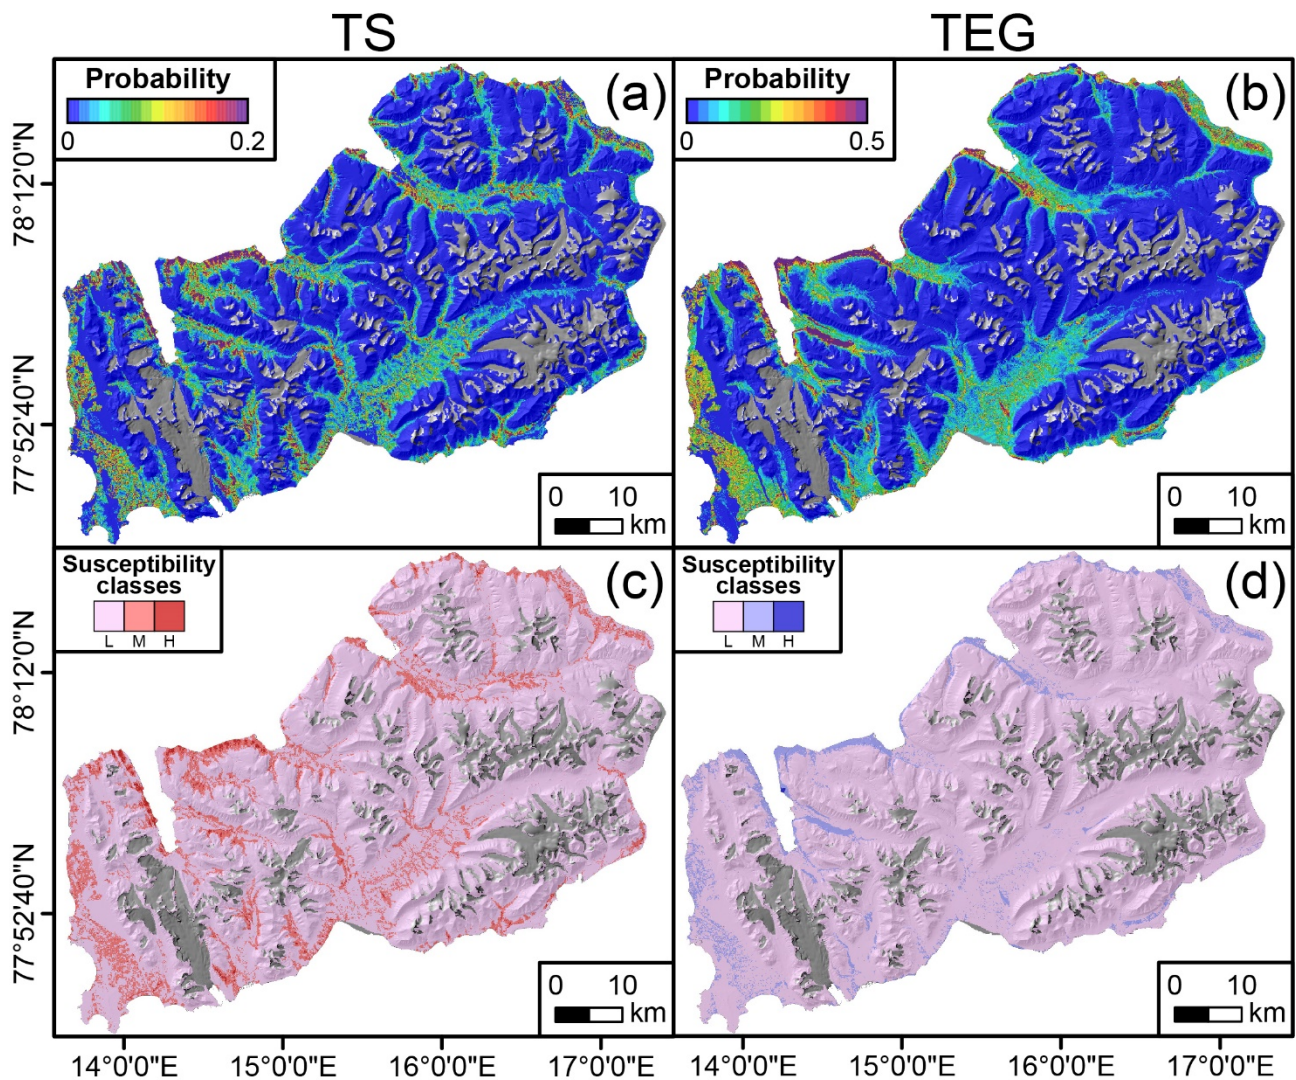 TS
TEG
Probability
0 0.2
(a)
Probability
0 0.5
(b)
78°12'0"N
77°52'40"N
0 10
km
0 10
km
Susceptibility
classes
L M H
(c)
Susceptibility
classes
L M H
(d)
78°12'0"N
77°52'40"N
0 10
km
0 10
km
14°0'0"E 15°0'0"E 16°0'0"E 17°0'0"E 14°0'0"E 15°0'0"E 16°0'0"E 17°0'0"E